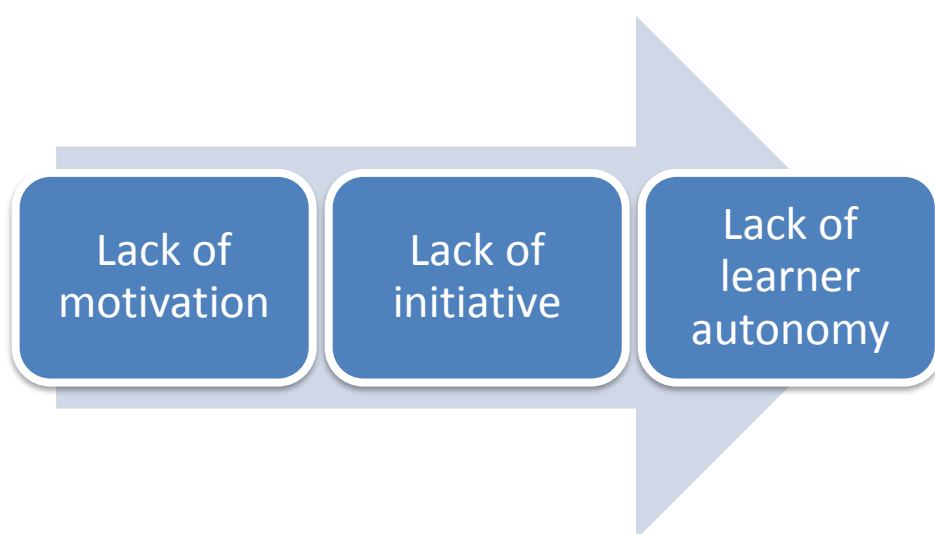 Lack of
motivation
Lack of
initiative
Lack of
learner
autonomy